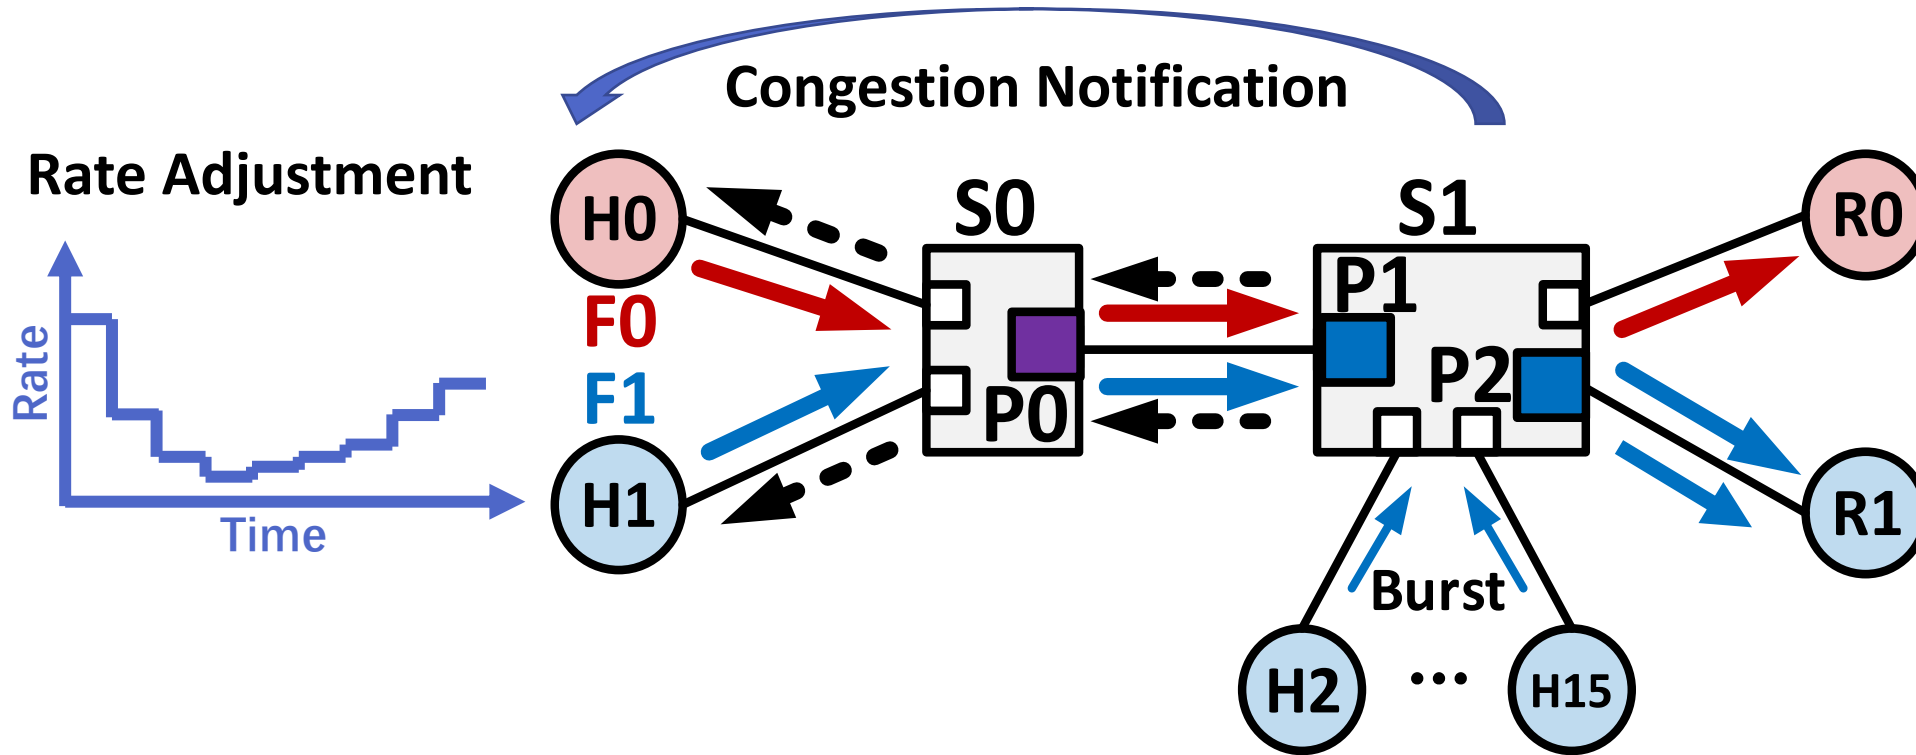 Congestion Notification
Rate Adjustment
Rate
Time
H0
F0
F1
H1
S0
P0
S1
P1
P2
R0
R1
Burst
H2
...
H15